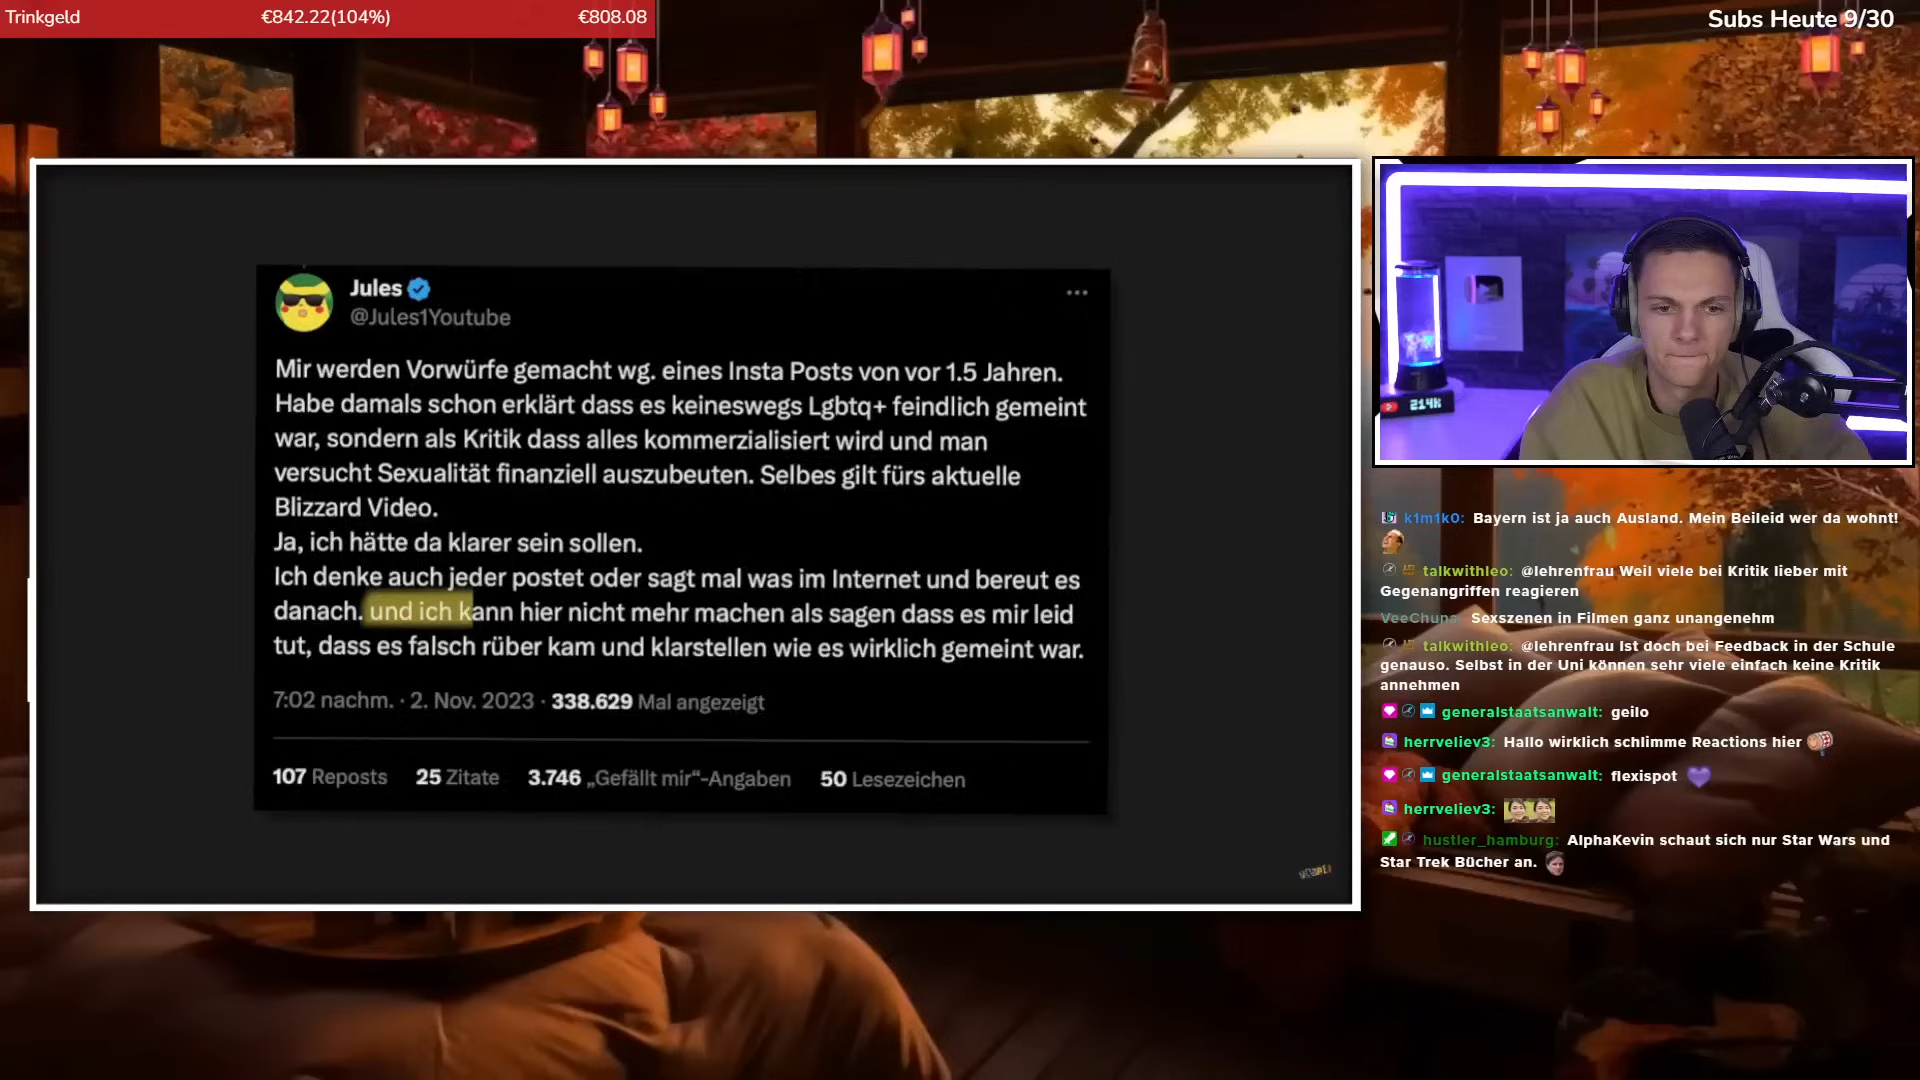 Trinkgeld €842.22(104%) €808.08
Subs Heute 9/30
Jules
@Jules1Youtube
Mir werden Vorwürfe gemacht wg. eines Insta Posts von vor 1.5 Jahren.
Habe damals schon erklärt dass es keineswegs Lgbtq+ feindlich gemeint
war, sondern als Kritik dass alles kommerzialisiert wird und man
versucht Sexualität finanziell auszubeuten. Selbes gilt fürs aktuelle
Blizzard Video.
Ja, ich hätte da klarer sein sollen.
Ich denke auch jeder postet oder sagt mal was im Internet und bereut es
danach. und ich kann hier nicht mehr machen als sagen dass es mir leid
tut, dass es falsch rüber kam und klarstellen wie es wirklich gemeint war.
7:02 nachm. · 2. Nov. 2023 · 338.629 Mal angezeigt
107 Reposts 25 Zitate 3.746 „Gefällt mir“-Angaben 50 Lesezeichen
214K
k1m1k0: Bayern ist ja auch Ausland. Mein Beileid wer da wohnt!
talkwithleo: @lehrenfrau Weil viele bei Kritik lieber mit
Gegenangriffen reagieren
VeeChuna: Sexszenen in Filmen ganz unangenehm
talkwithleo: @lehrenfrau Ist doch bei Feedback in der Schule
genauso. Selbst in der Uni können sehr viele einfach keine Kritik
annehmen
generalstaatsanwalt: geilo
herrveliev3: Hallo wirklich schlimme Reactions hier
generalstaatsanwalt: flexispot
herrveliev3:
hustler_hamburg: AlphaKevin schaut sich nur Star Wars und
Star Trek Bücher an.